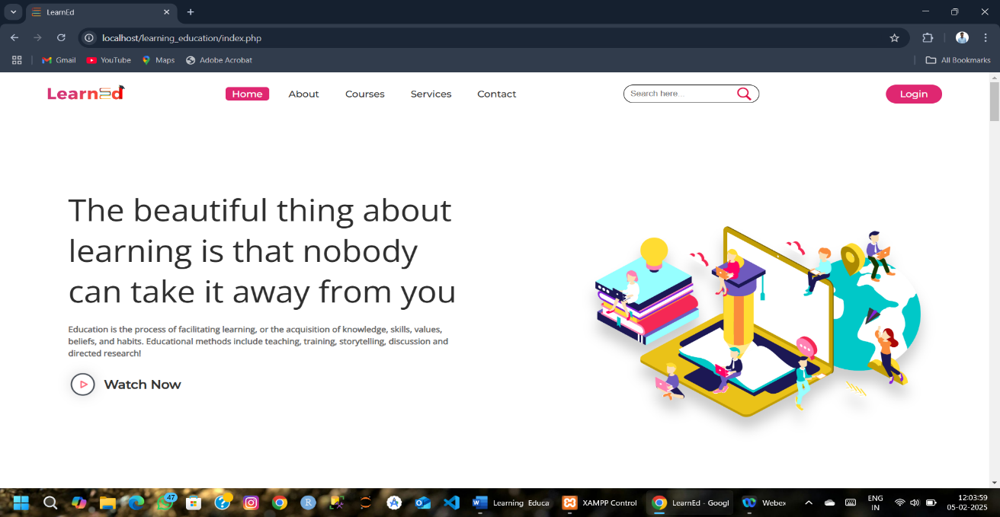 LearnEd
localhost/learning_education/index.php
Gmail YouTube Maps Adobe Acrobat All Bookmarks
LearnEd Home About Courses Services Contact Search here... Login
The beautiful thing about
learning is that nobody
can take it away from you
Education is the process of facilitating learning, or the acquisition of knowledge, skills, values,
beliefs, and habits. Educational methods include teaching, training, storytelling, discussion and
directed research!
Watch Now
47 Learning Educa XAMPP Control LearnEd - Googl Webex ENG 12:03:59
IN 05-02-2025